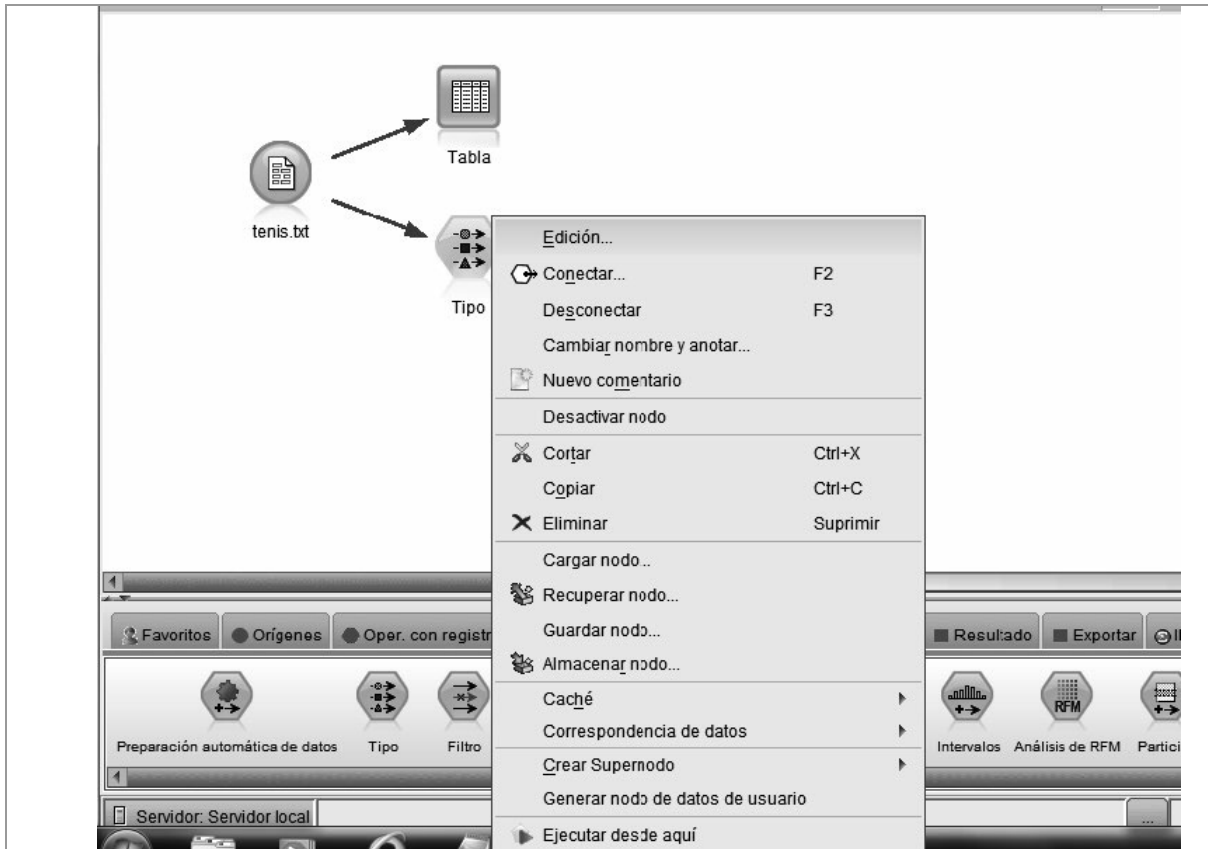 Tabla
tenis.txt
Tipo
Edición...
Conectar... F2
Desconectar F3
Cambiar nombre y anotar...
Nuevo comentario
Desactivar nodo
Cortar Ctrl+X
Copiar Ctrl+C
Eliminar Suprimir
Cargar nodo...
Recuperar nodo...
Guardar nodo...
Almacenar nodo...
Caché
Correspondencia de datos
Crear Supernodo
Generar nodo de datos de usuario
Ejecutar desde aquí
Favoritos Orígenes Oper. con registr Resultado Exportar
RFM
Preparación automática de datos Tipo Filtro Intervalos Análisis de RFM Partici
Servidor: Servidor local ...